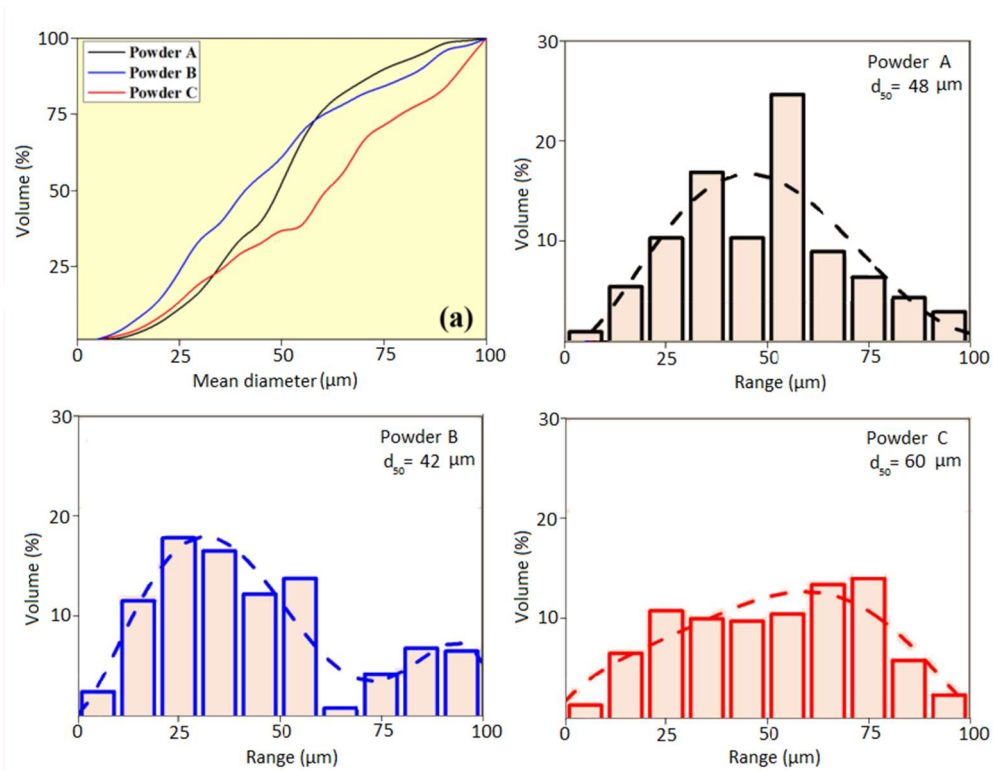 100
75
50
25
Volume (%)
Powder A
Powder B
Powder C
(a)
0 25 50 75 100
Mean diameter (µm)
30
20
10
Volume (%)
Powder A
d50= 48 µm
0 25 50 75 100
Range (µm)
30
20
10
Volume (%)
Powder B
d50= 42 µm
0 25 50 75 100
Range (µm)
30
20
10
Volume (%)
Powder C
d50= 60 µm
0 25 50 75 100
Range (µm)